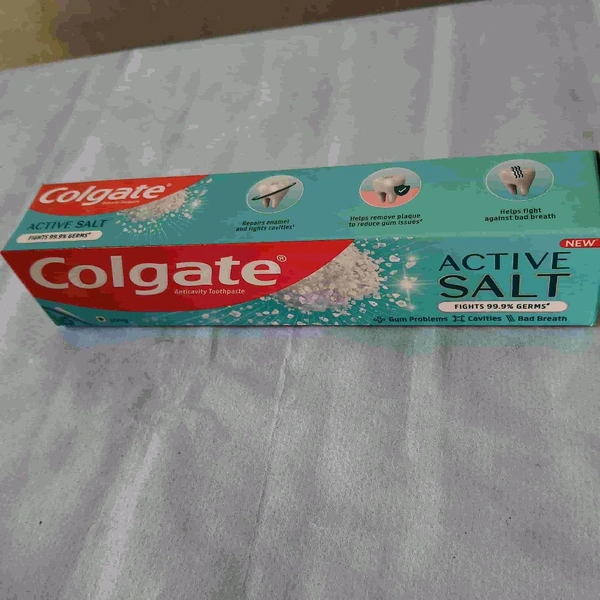 Colgate®
Anticavity Toothpaste
ACTIVE SALT
FIGHTS 99.9% GERMS#
Repairs enamel
and fights cavities†
Helps remove plaque
to reduce gum issues#
Helps fight
against bad breath
Colgate®
Anticavity Toothpaste
NEW
ACTIVE
SALT
FIGHTS 99.9% GERMS#
Gum Problems Cavities Bad Breath